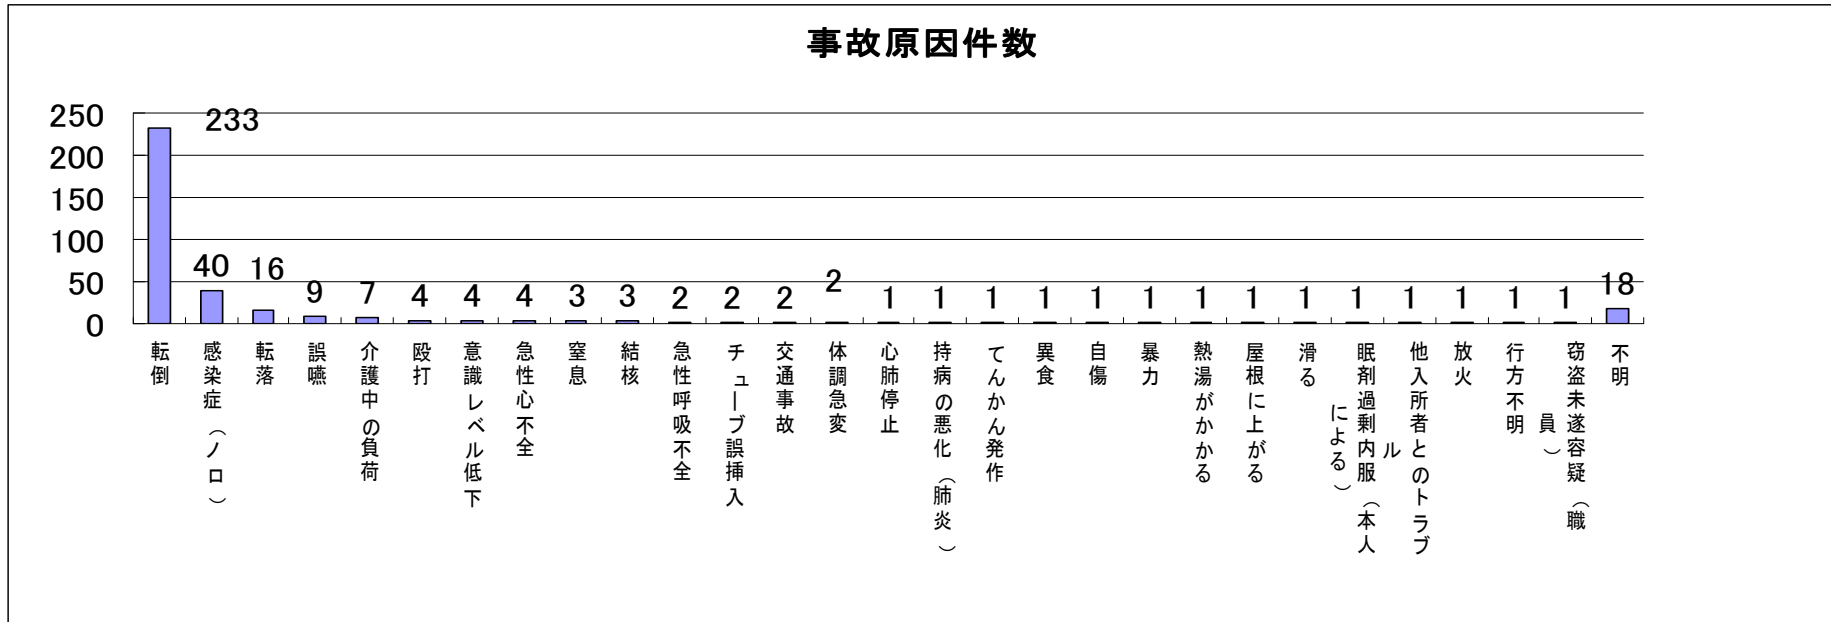 事故原因件数
250
200
150
100
50
0
233
40
16
9
7
4
4
4
3
3
2
2
2
2
1
1
1
1
1
1
1
1
1
1
1
1
1
1
18
転倒
感染症（ノロ）
転落
誤嚥
介護中の負荷
殴打
意識レベル低下
急性心不全
窒息
結核
急性呼吸不全
チューブ誤挿入
交通事故
体調急変
心肺停止
持病の悪化（肺炎）
てんかん発作
異食
自傷
暴力
熱湯がかかる
屋根に上がる
滑る
眠剤過剰内服（本人
による）
他入所者とのトラブ
ル
放火
行方不明
窃盗未遂容疑（職
員）
不明